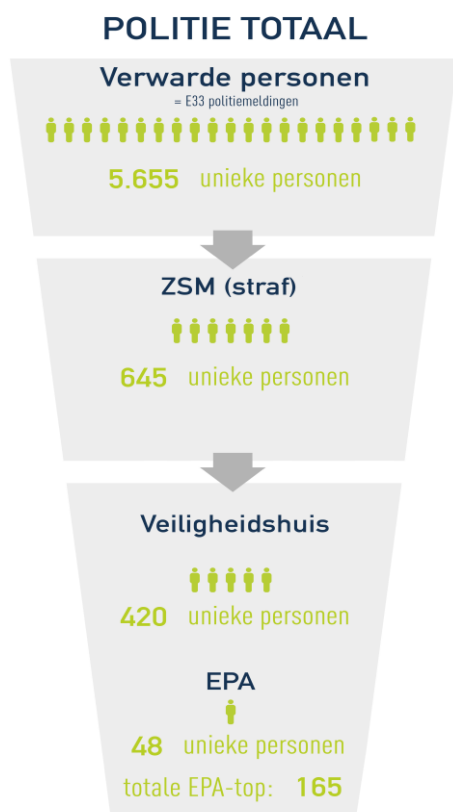 POLITIE TOTAAL
Verwarde personen
= E33 politiemeldingen
5.655 unieke personen
ZSM (straf)
645 unieke personen
Veiligheidshuis
420 unieke personen
EPA
48 unieke personen
totale EPA-top: 165